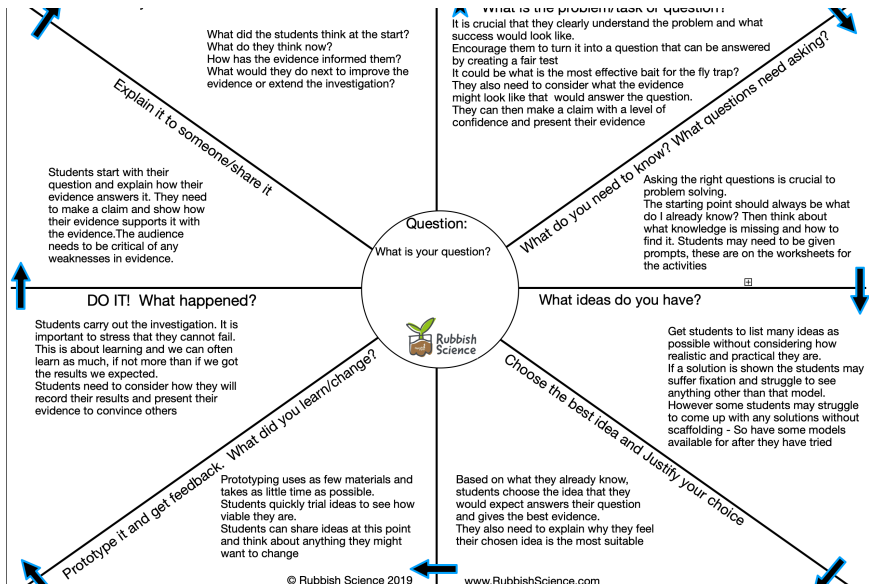 What is the problem/task or question?
It is crucial that they clearly understand the problem and what
success would look like.
Encourage them to turn it into a question that can be answered
by creating a fair test
It could be what is the most effective bait for the fly trap?
They also need to consider what the evidence
might look like that  would answer the question.
They can then make a claim with a level of
confidence and present their evidence
What do you need to know? What questions need asking?
Asking the right questions is crucial to
problem solving.
The starting point should always be what
do I already know? Then think about
what knowledge is missing and how to
find it. Students may need to be given
prompts, these are on the worksheets for
the activities
What ideas do you have?
Get students to list many ideas as
possible without considering how
realistic and practical they are.
If a solution is shown the students may
suffer fixation and struggle to see
anything other than that model.
However some students may struggle
to come up with any solutions without
scaffolding - So have some models
available for after they have tried
Choose the best idea and Justify your choice
Based on what they already know,
students choose the idea that they
would expect answers their question
and gives the best evidence.
They also need to explain why they feel
their chosen idea is the most suitable
Prototype it and get feedback.  What did you learn/change?
Prototyping uses as few materials and
takes as little time as possible.
Students quickly trial ideas to see how
viable they are.
Students can share ideas at this point
and think about anything they might
want to change
DO IT!  What happened?
Students carry out the investigation. It is
important to stress that they cannot fail.
This is about learning and we can often
learn as much, if not more than if we got
the results we expected.
Students need to consider how they will
record their results and present their
evidence to convince others
Explain it to someone/share it
Students start with their
question and explain how their
evidence answers it. They need
to make a claim and show how
their evidence supports it with
the evidence.The audience
needs to be critical of any
weaknesses in evidence.
What did the students think at the start?
What do they think now?
How has the evidence informed them?
What would they do next to improve the
evidence or extend the investigation?
Question:
What is your question?
Rubbish
Science
© Rubbish Science 2019
www.RubbishScience.com